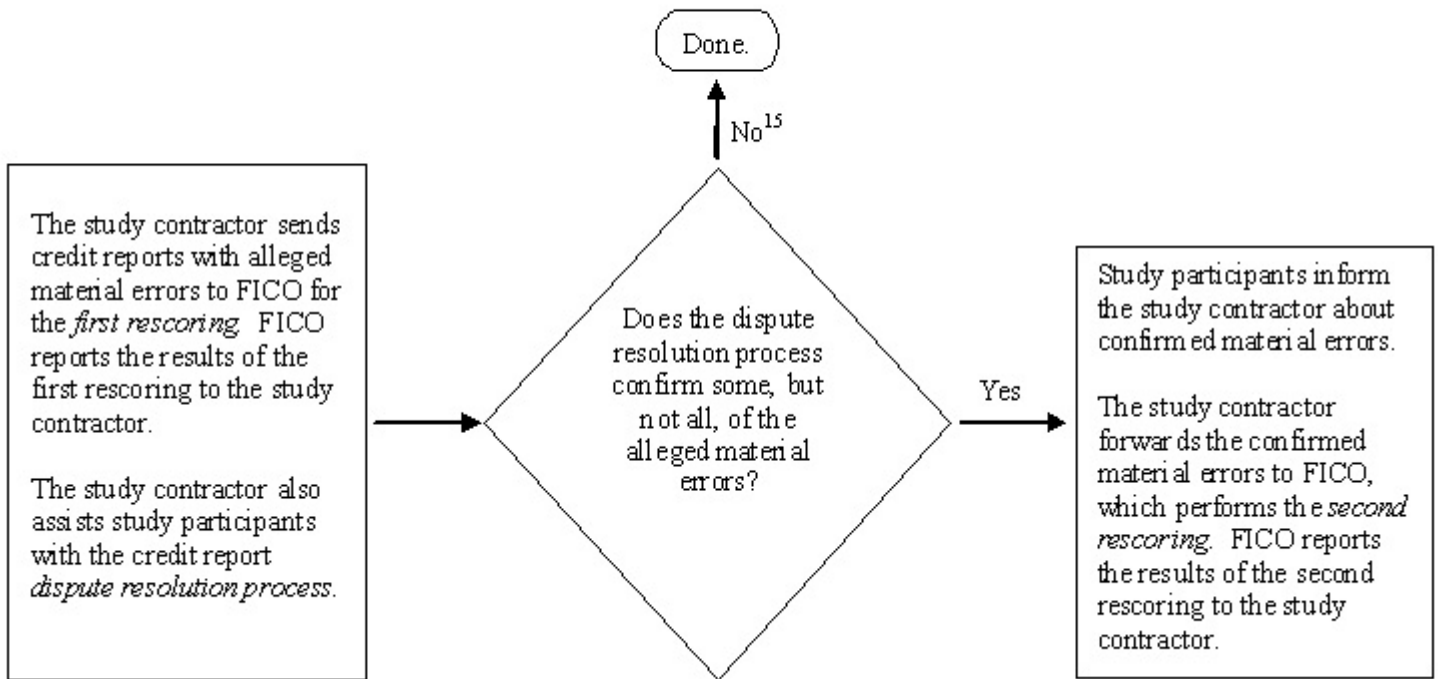 Done.
No15
The study contractor sends
credit reports with alleged
material errors to FICO for
the first rescoring. FICO
reports the results of the
first rescoring to the study
contractor.
The study contractor also
assists study participants
with the credit report
dispute resolution process.
Does the dispute
resolution process
confirm some, but
not all, of the
alleged material
errors?
Yes
Study participants inform
the study contractor about
confirmed material errors.
The study contractor
forwards the confirmed
material errors to FICO,
which performs the second
rescoring. FICO reports
the results of the second
rescoring to the study
contractor.